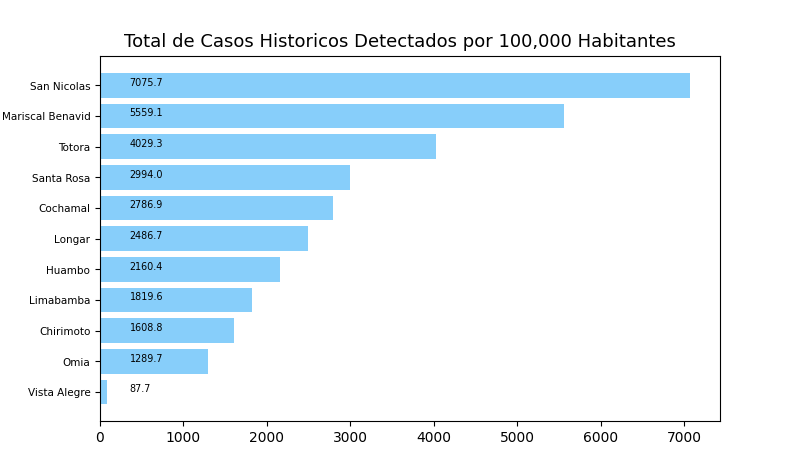 Total de Casos Historicos Detectados por 100,000 Habitantes
San Nicolas 7075.7
Mariscal Benavid 5559.1
Totora 4029.3
Santa Rosa 2994.0
Cochamal 2786.9
Longar 2486.7
Huambo 2160.4
Limabamba 1819.6
Chirimoto 1608.8
Omia 1289.7
Vista Alegre 87.7
0 1000 2000 3000 4000 5000 6000 7000